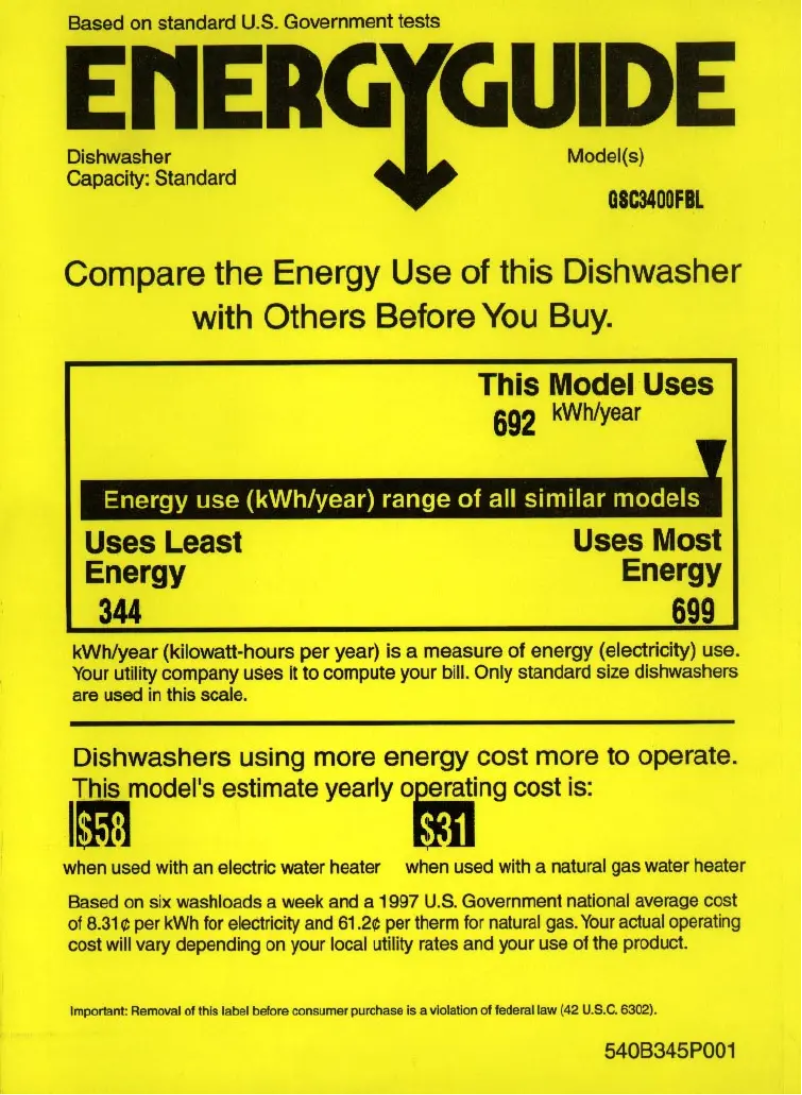 Based on standard U.S. Government tests
ENERGYGUIDE
Dishwasher
Capacity: Standard
Model(s)
GSC3400FBL
Compare the Energy Use of this Dishwasher
with Others Before You Buy.
This Model Uses
692 kWh/year
Energy use (kWh/year) range of all similar models
Uses Least
Energy
344
Uses Most
Energy
699
kWh/year (kilowatt-hours per year) is a measure of energy (electricity) use.
Your utility company uses it to compute your bill. Only standard size dishwashers
are used in this scale.
Dishwashers using more energy cost more to operate.
This model's estimate yearly operating cost is:
$58
when used with an electric water heater
$31
when used with a natural gas water heater
Based on six washloads a week and a 1997 U.S. Government national average cost
of 8.31¢ per kWh for electricity and 61.2¢ per therm for natural gas. Your actual operating
cost will vary depending on your local utility rates and your use of the product.
Important: Removal of this label before consumer purchase is a violation of federal law (42 U.S.C. 6302).
540B345P001